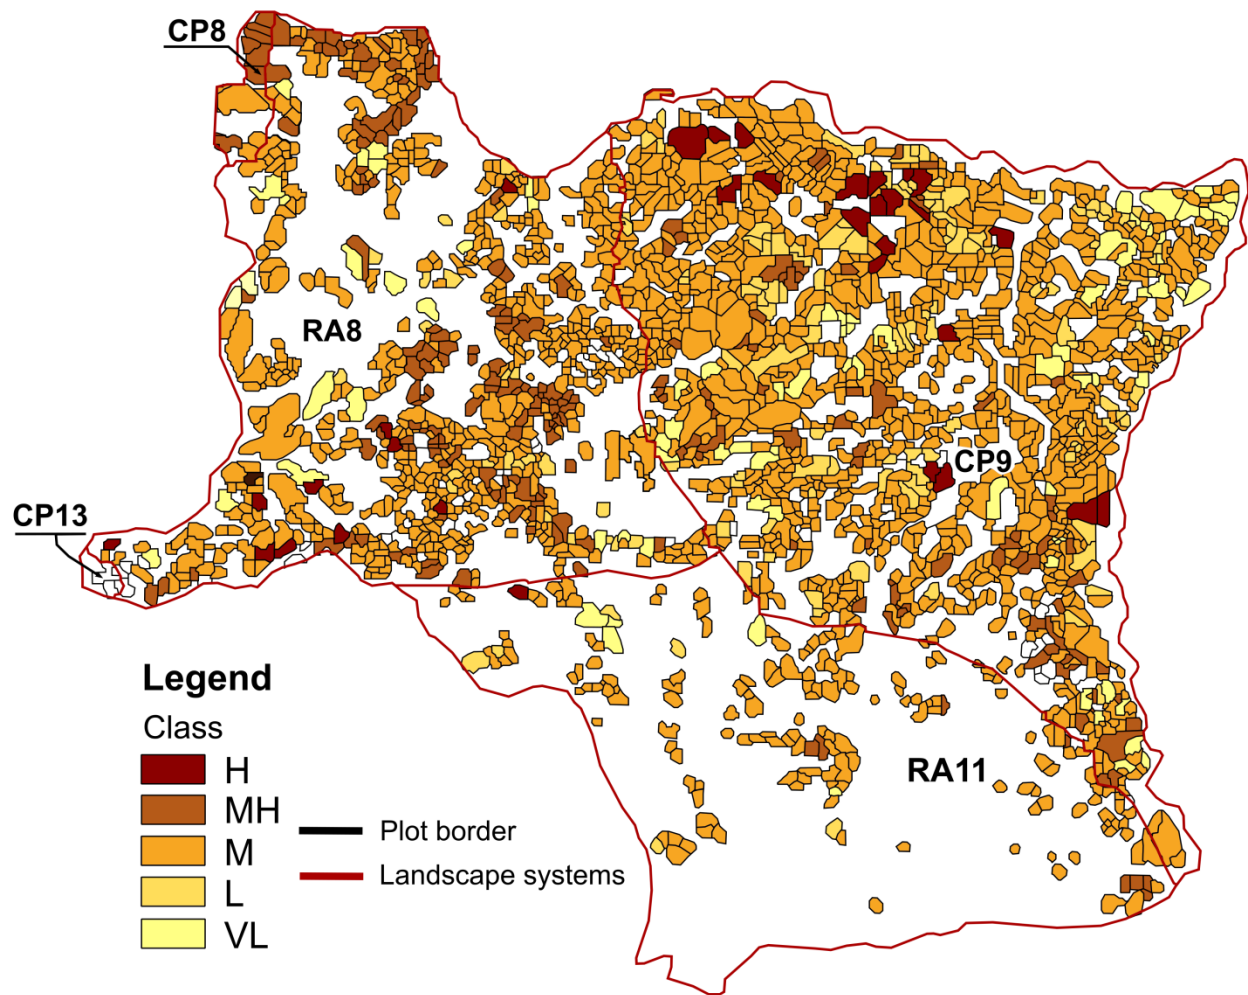 CP8
RA8
CP9
CP13
RA11
Legend
Class
H
MH
M
L
VL
Plot border
Landscape systems